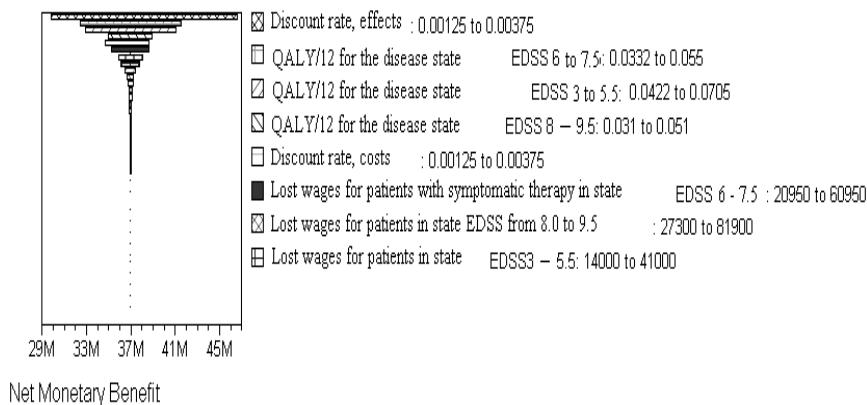 Discount rate, effects : 0.00125 to 0.00375
QALY/12 for the disease state EDSS 6 to 7.5: 0.0332 to 0.055
QALY/12 for the disease state EDSS 3 to 5.5: 0.0422 to 0.0705
QALY/12 for the disease state EDSS 8 – 9.5: 0.031 to 0.051
Discount rate, costs : 0.00125 to 0.00375
Lost wages for patients with symptomatic therapy in state EDSS 6 - 7.5 : 20950 to 60950
Lost wages for patients in state EDSS from 8.0 to 9.5 : 27300 to 81900
Lost wages for patients in state EDSS3 – 5.5: 14000 to 41000
29M 33M 37M 41M 45M
Net Monetary Benefit